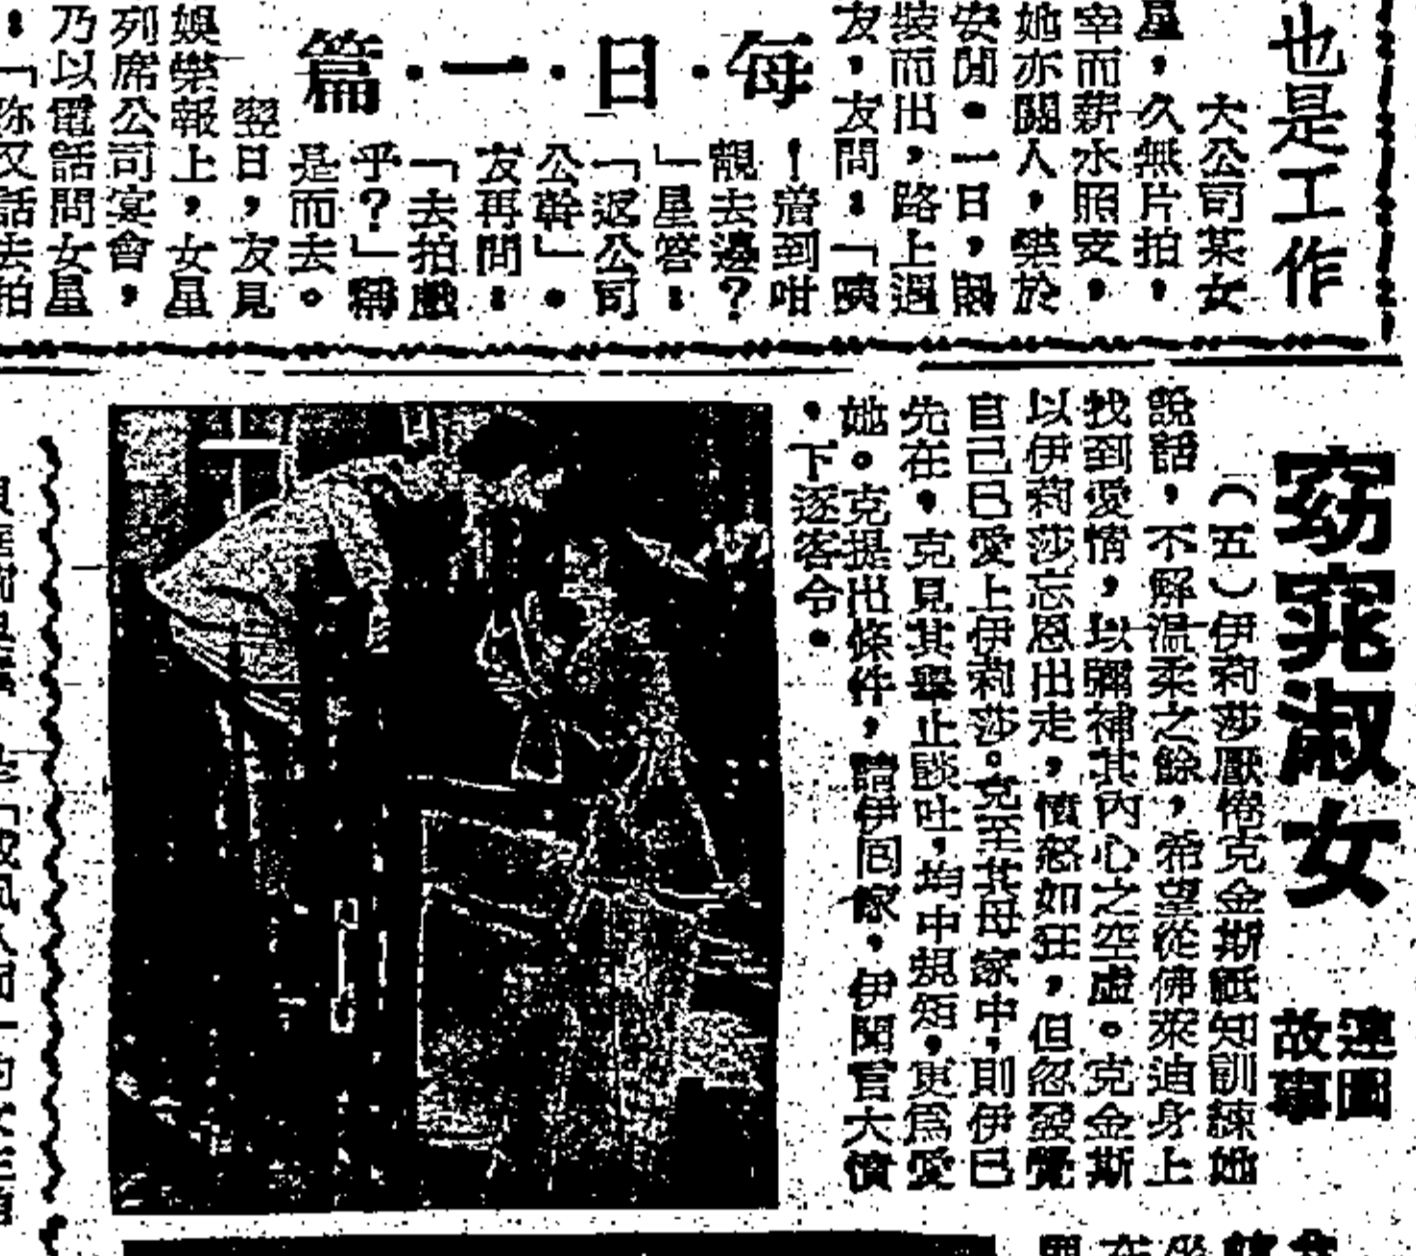 也是工作
大公司某女
星，久無片拍，
幸而薪水照支，
她亦闊人，樂於
安閒。一日，
裝而出，路上遇
友，友問：「咦
！着到咁
靚去邊？
」星答：
「返公司
公幹」。
友再問：
「去拍戲
乎？」稱
是而去。
翌日，友見
娛樂報上，女星
列席公司宴會，
乃以電話問女星
：「你又話去拍
每・日・一・篇
窈窕淑女
連圖
故事
（五）伊莉莎厭倦克金斯祗知訓練她
說話，不解溫柔之餘，希望從佛萊迪身上
找到愛情，以彌補其內心之空虛。克金斯
以伊莉莎忘恩出走，憤怒如狂，但忽發覺
自己已愛上伊莉莎。克至其母家中，則伊已
先在，克見其舉止談吐，均中規矩，更為愛
她。克提出條件，請伊囘家，伊聞言大憤
。下逐客令。